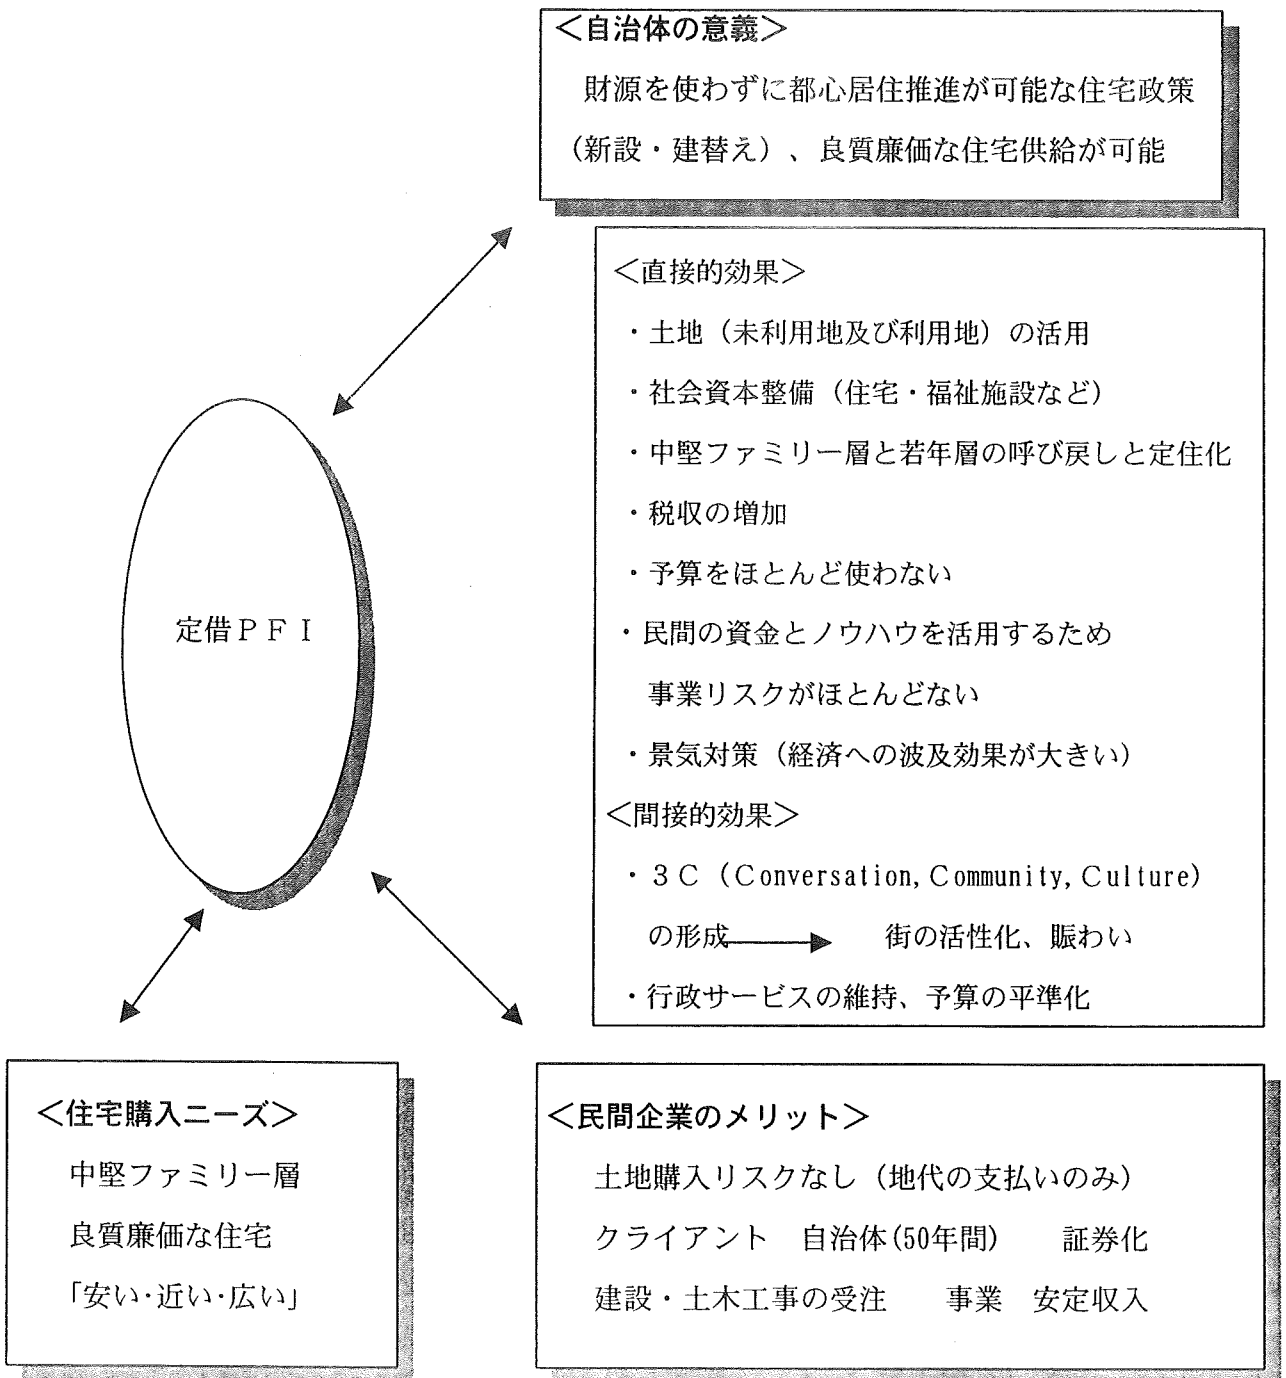 ＜自治体の意義＞
財源を使わずに都心居住推進が可能な住宅政策
(新設・建替え）、良質廉価な住宅供給が可能
＜直接的効果＞
・土地（未利用地及び利用地）の活用
・社会資本整備（住宅・福祉施設など）
・中堅ファミリー層と若年層の呼び戻しと定住化
・税収の増加
・予算をほとんど使わない
・民間の資金とノウハウを活用するため
事業リスクがほとんどない
・景気対策（経済への波及効果が大きい）
＜間接的効果＞
・３Ｃ（Conversation,Community,Culture)
の形成→　街の活性化、賑わい
・行政サービスの維持、予算の平準化
定借ＰＦＩ
＜住宅購入ニーズ＞
中堅ファミリー層
良質廉価な住宅
「安い・近い・広い」
＜民間企業のメリット＞
土地購入リスクなし（地代の支払いのみ）
クライアント　自治体(50年間)　　証券化
建設・土木工事の受注　　事業　安定収入